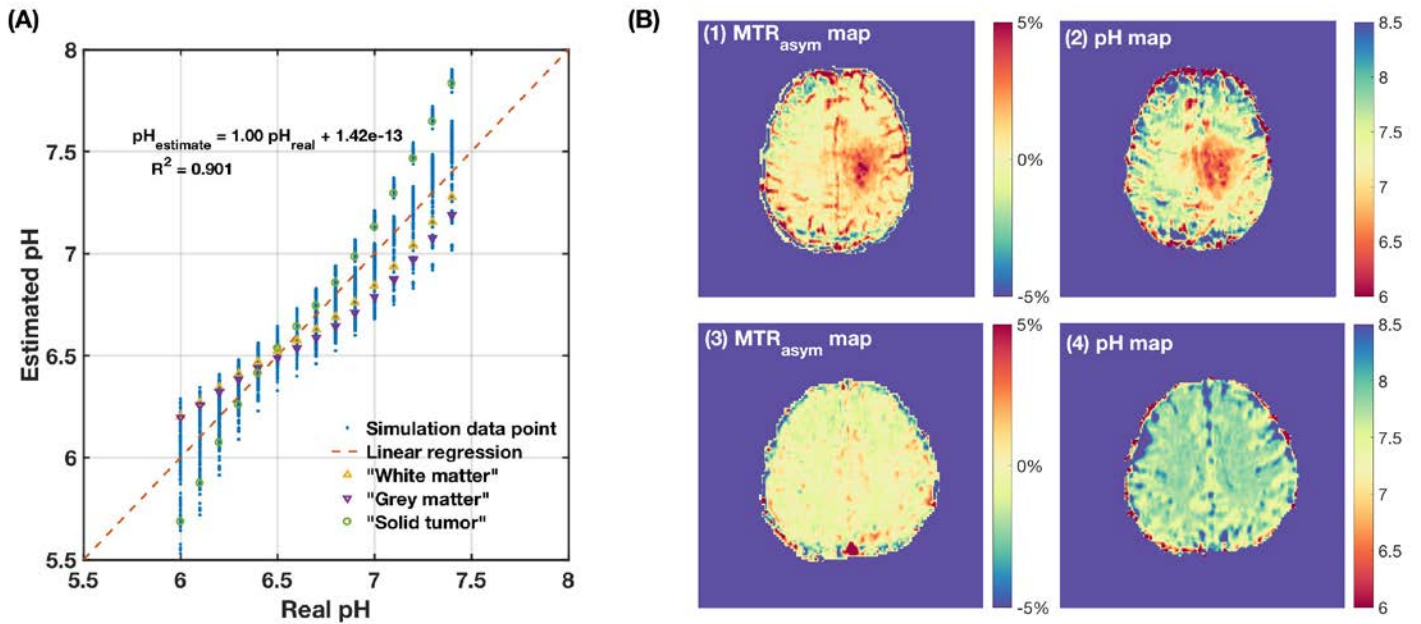 (A)
8
7.5
7
6.5
6
5.5
Estimated pH
pH_estimate = 1.00 pH_real + 1.42e-13
R² = 0.901
Simulation data point
Linear regression
"White matter"
"Grey matter"
"Solid tumor"
5.5 6 6.5 7 7.5 8
Real pH
(B)
(1) MTR_asym map
5%
0%
-5%
(2) pH map
8.5
8
7.5
7
6.5
6
(3) MTR_asym map
5%
0%
-5%
(4) pH map
8.5
8
7.5
7
6.5
6